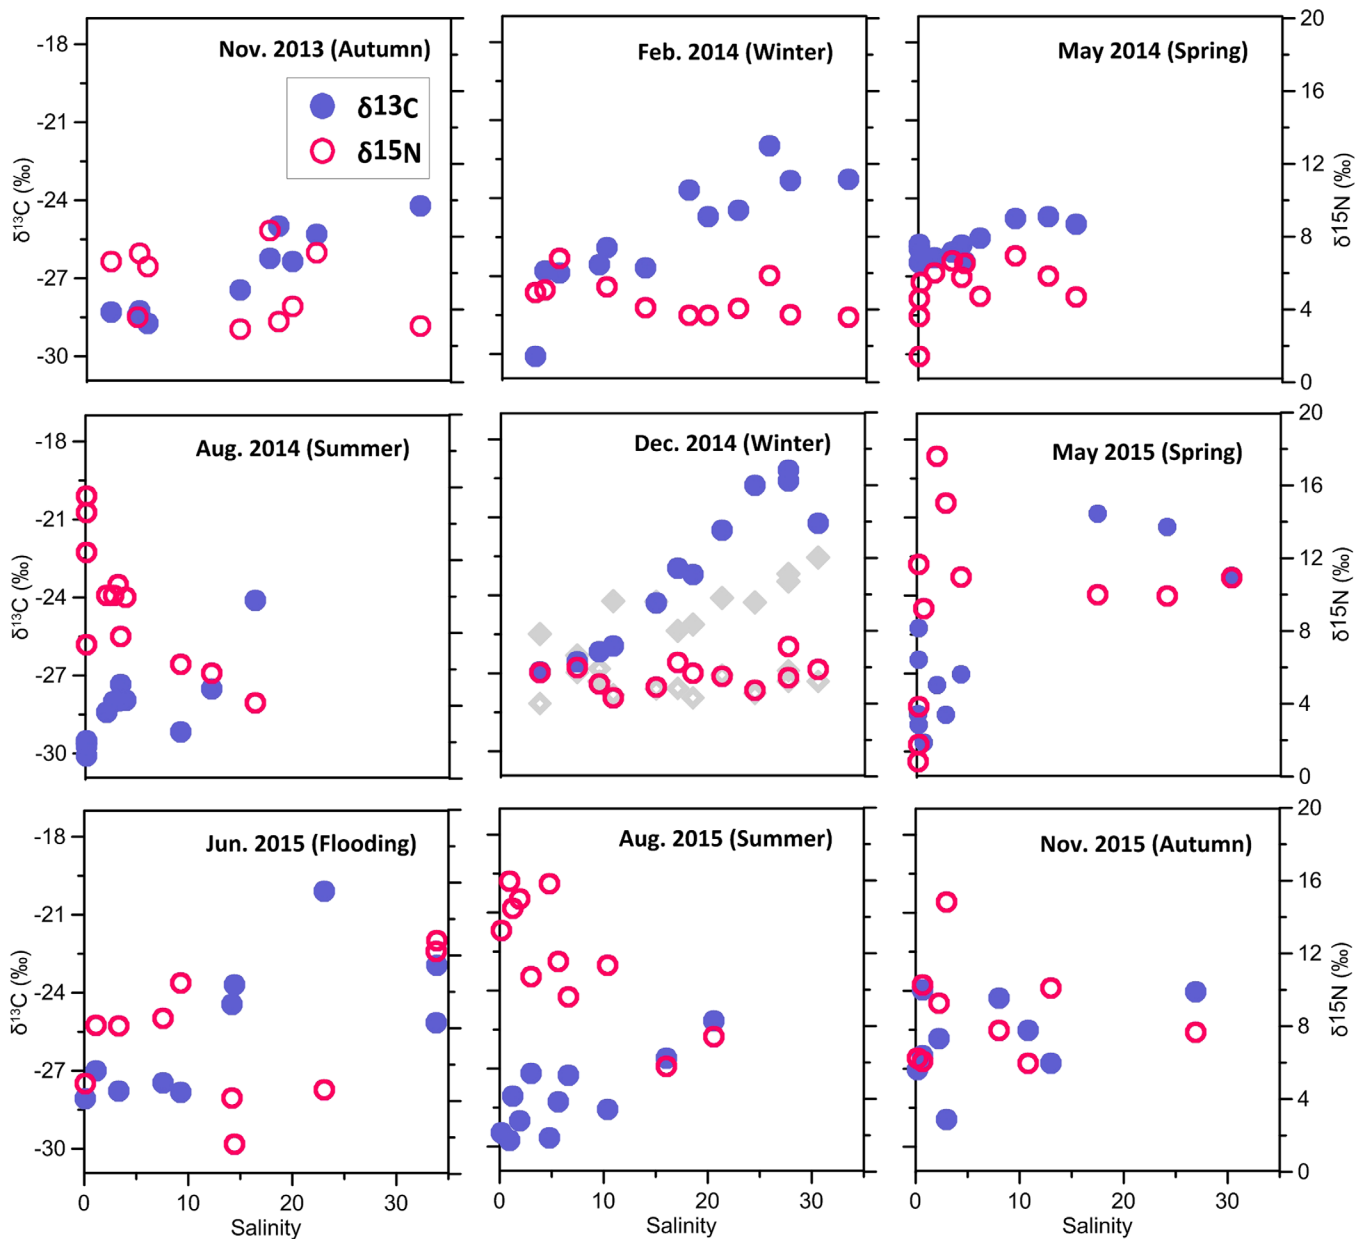 Nov. 2013 (Autumn)
δ13C
δ15N
-18
-21
-24
-27
-30
δ13C (‰)
Feb. 2014 (Winter)
May 2014 (Spring)
20
16
12
8
4
0
δ15N (‰)
Aug. 2014 (Summer)
-18
-21
-24
-27
-30
δ13C (‰)
Dec. 2014 (Winter)
May 2015 (Spring)
20
16
12
8
4
0
δ15N (‰)
Jun. 2015 (Flooding)
-18
-21
-24
-27
-30
δ13C (‰)
0 10 20 30
Salinity
Aug. 2015 (Summer)
0 10 20 30
Salinity
Nov. 2015 (Autumn)
20
16
12
8
4
0
δ15N (‰)
0 10 20 30
Salinity